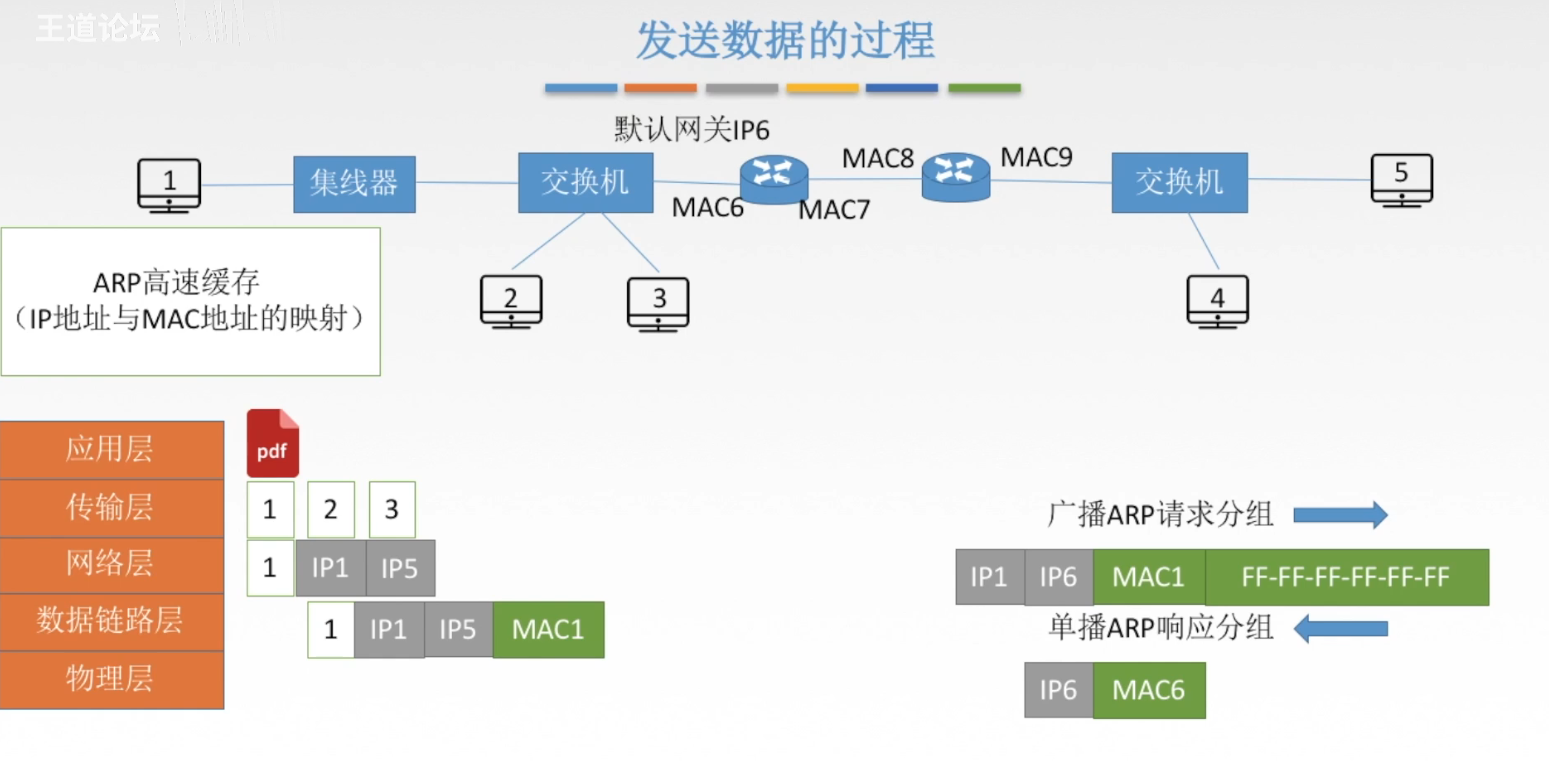 王道论坛
发送数据的过程
默认网关IP6
1
集线器
交换机
MAC6
MAC7
MAC8
MAC9
交换机
5
2
3
4
ARP高速缓存
（IP地址与MAC地址的映射）
应用层
pdf
传输层
1 2 3
网络层
1 IP1 IP5
数据链路层
1 IP1 IP5 MAC1
物理层
广播ARP请求分组
IP1 IP6 MAC1 FF-FF-FF-FF-FF-FF
单播ARP响应分组
IP6 MAC6